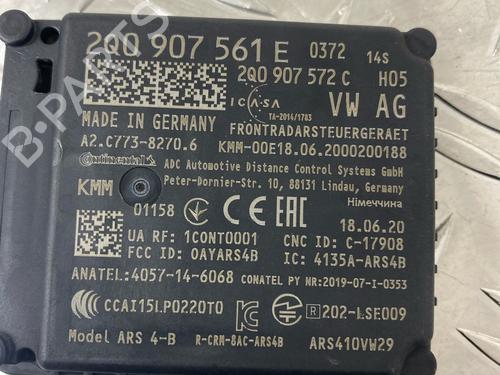 2Q0 907 561 E 0372 14S
2Q0 907 572 C H05
ICASA
TA-2014/1783
VW AG
MADE IN GERMANY FRONTRADARSTEUERGERAET
A2.C773-8270.6 KMM-00E18.06.2000200188
Continental ADC Automotive Distance Control Systems GmbH
Peter-Dornier-Str. 10, 88131 Lindau, Germany
KMM
Німеччина
01158 CE EAC 18.06.20
UA RF: 1CONT0001 CNC ID: C-17908
FCC ID: OAYARS4B IC: 4135A-ARS4B
ANATEL:4057-14-6068 CONATEL PY NR:2019-07-I-0353
CCAI15LP0220T0 R 202-LSE009
Model ARS 4-B R-CRM-8AC-ARS4B ARS410VW29
B-PARTS